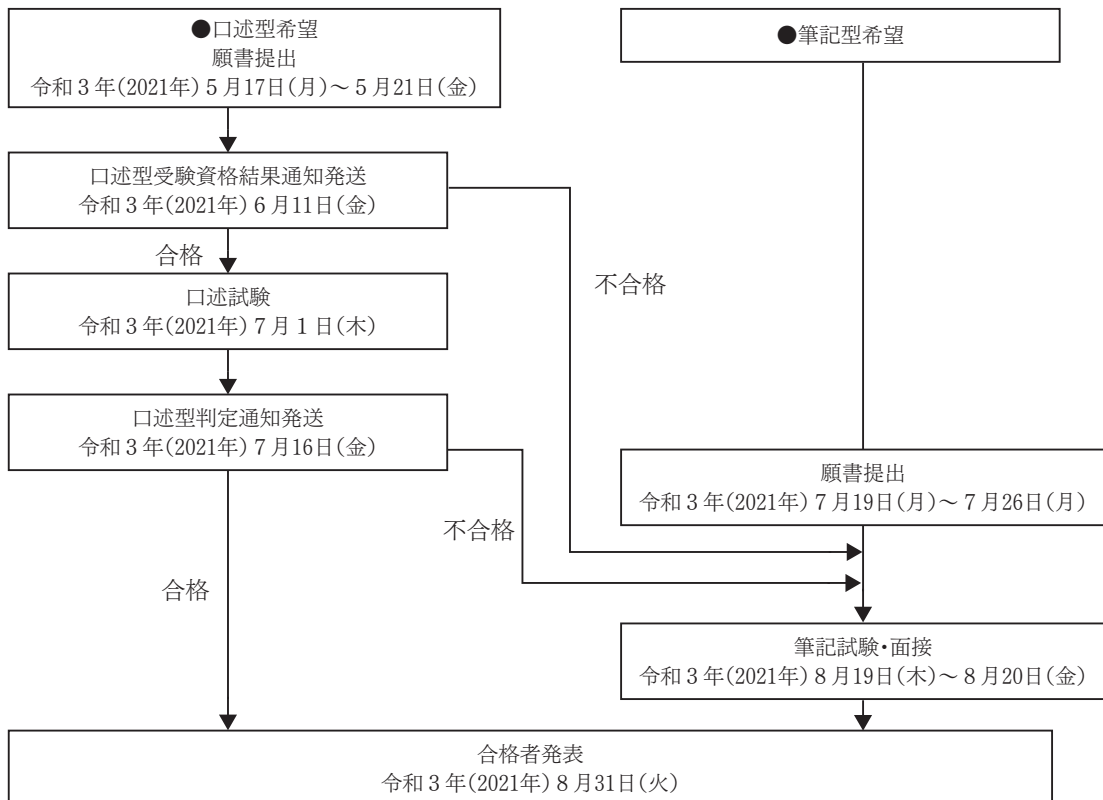 ●口述型希望
願書提出
令和3年(2021年)5月17日(月)～5月21日(金)
●筆記型希望
口述型受験資格結果通知発送
令和3年(2021年)6月11日(金)
合格
不合格
口述試験
令和3年(2021年)7月1日(木)
口述型判定通知発送
令和3年(2021年)7月16日(金)
願書提出
令和3年(2021年)7月19日(月)～7月26日(月)
不合格
合格
筆記試験・面接
令和3年(2021年)8月19日(木)～8月20日(金)
合格者発表
令和3年(2021年)8月31日(火)